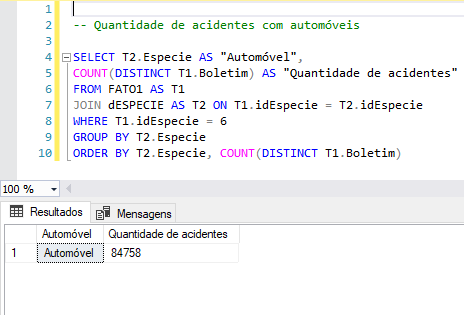 1
2 -- Quantidade de acidentes com automóveis
3
4 SELECT T2.Especie AS "Automóvel",
5 COUNT(DISTINCT T1.Boletim) AS "Quantidade de acidentes"
6 FROM FATO1 AS T1
7 JOIN dESPECIE AS T2 ON T1.idEspecie = T2.idEspecie
8 WHERE T1.idEspecie = 6
9 GROUP BY T2.Especie
10 ORDER BY T2.Especie, COUNT(DISTINCT T1.Boletim)
100 %
Resultados Mensagens
Automóvel Quantidade de acidentes
1 Automóvel 84758